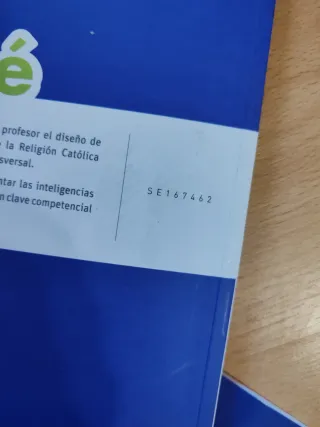 é
profesor el diseño de
la Religión Católica
sversal.
ntar las inteligencias
n clave competencial
SE167462